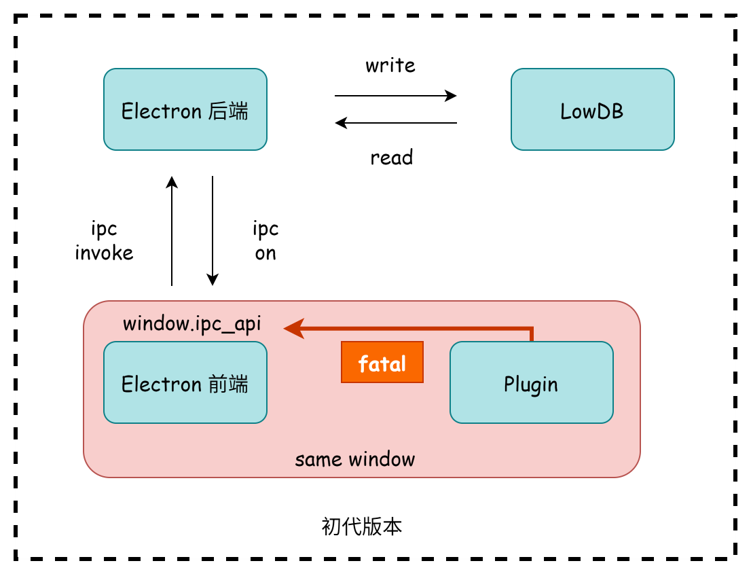 write
Electron 后端
LowDB
read
ipc
invoke
ipc
on
window.ipc_api
fatal
Electron 前端
Plugin
same window
初代版本